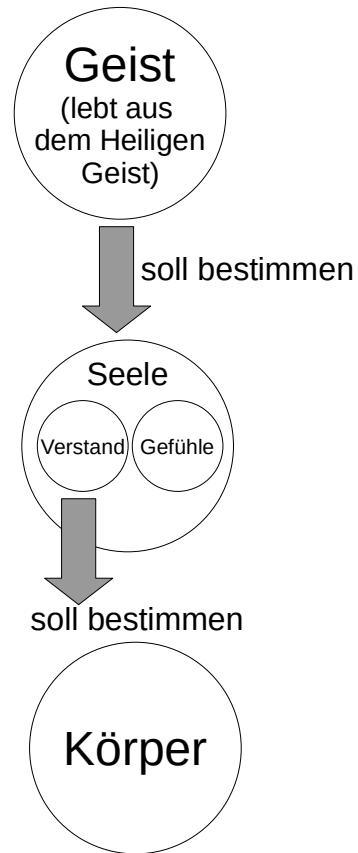 Geist
(lebt aus
dem Heiligen
Geist)
soll bestimmen
Seele
Verstand
Gefühle
soll bestimmen
Körper